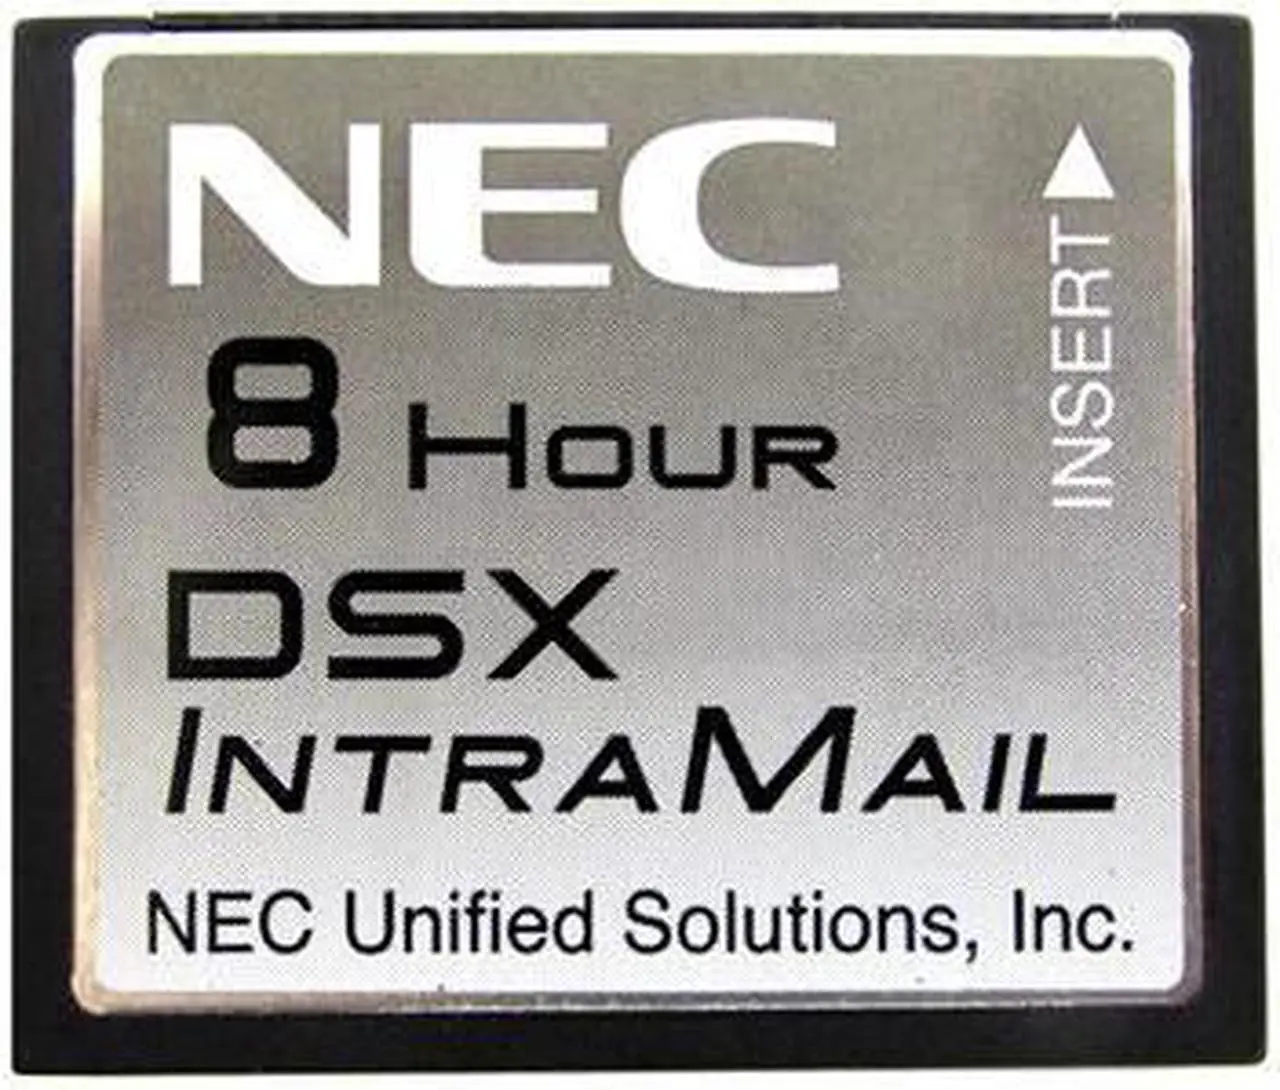 NEC
8 HOUR
DSX
INTRAMAIL
NEC Unified Solutions, Inc.
INSERT